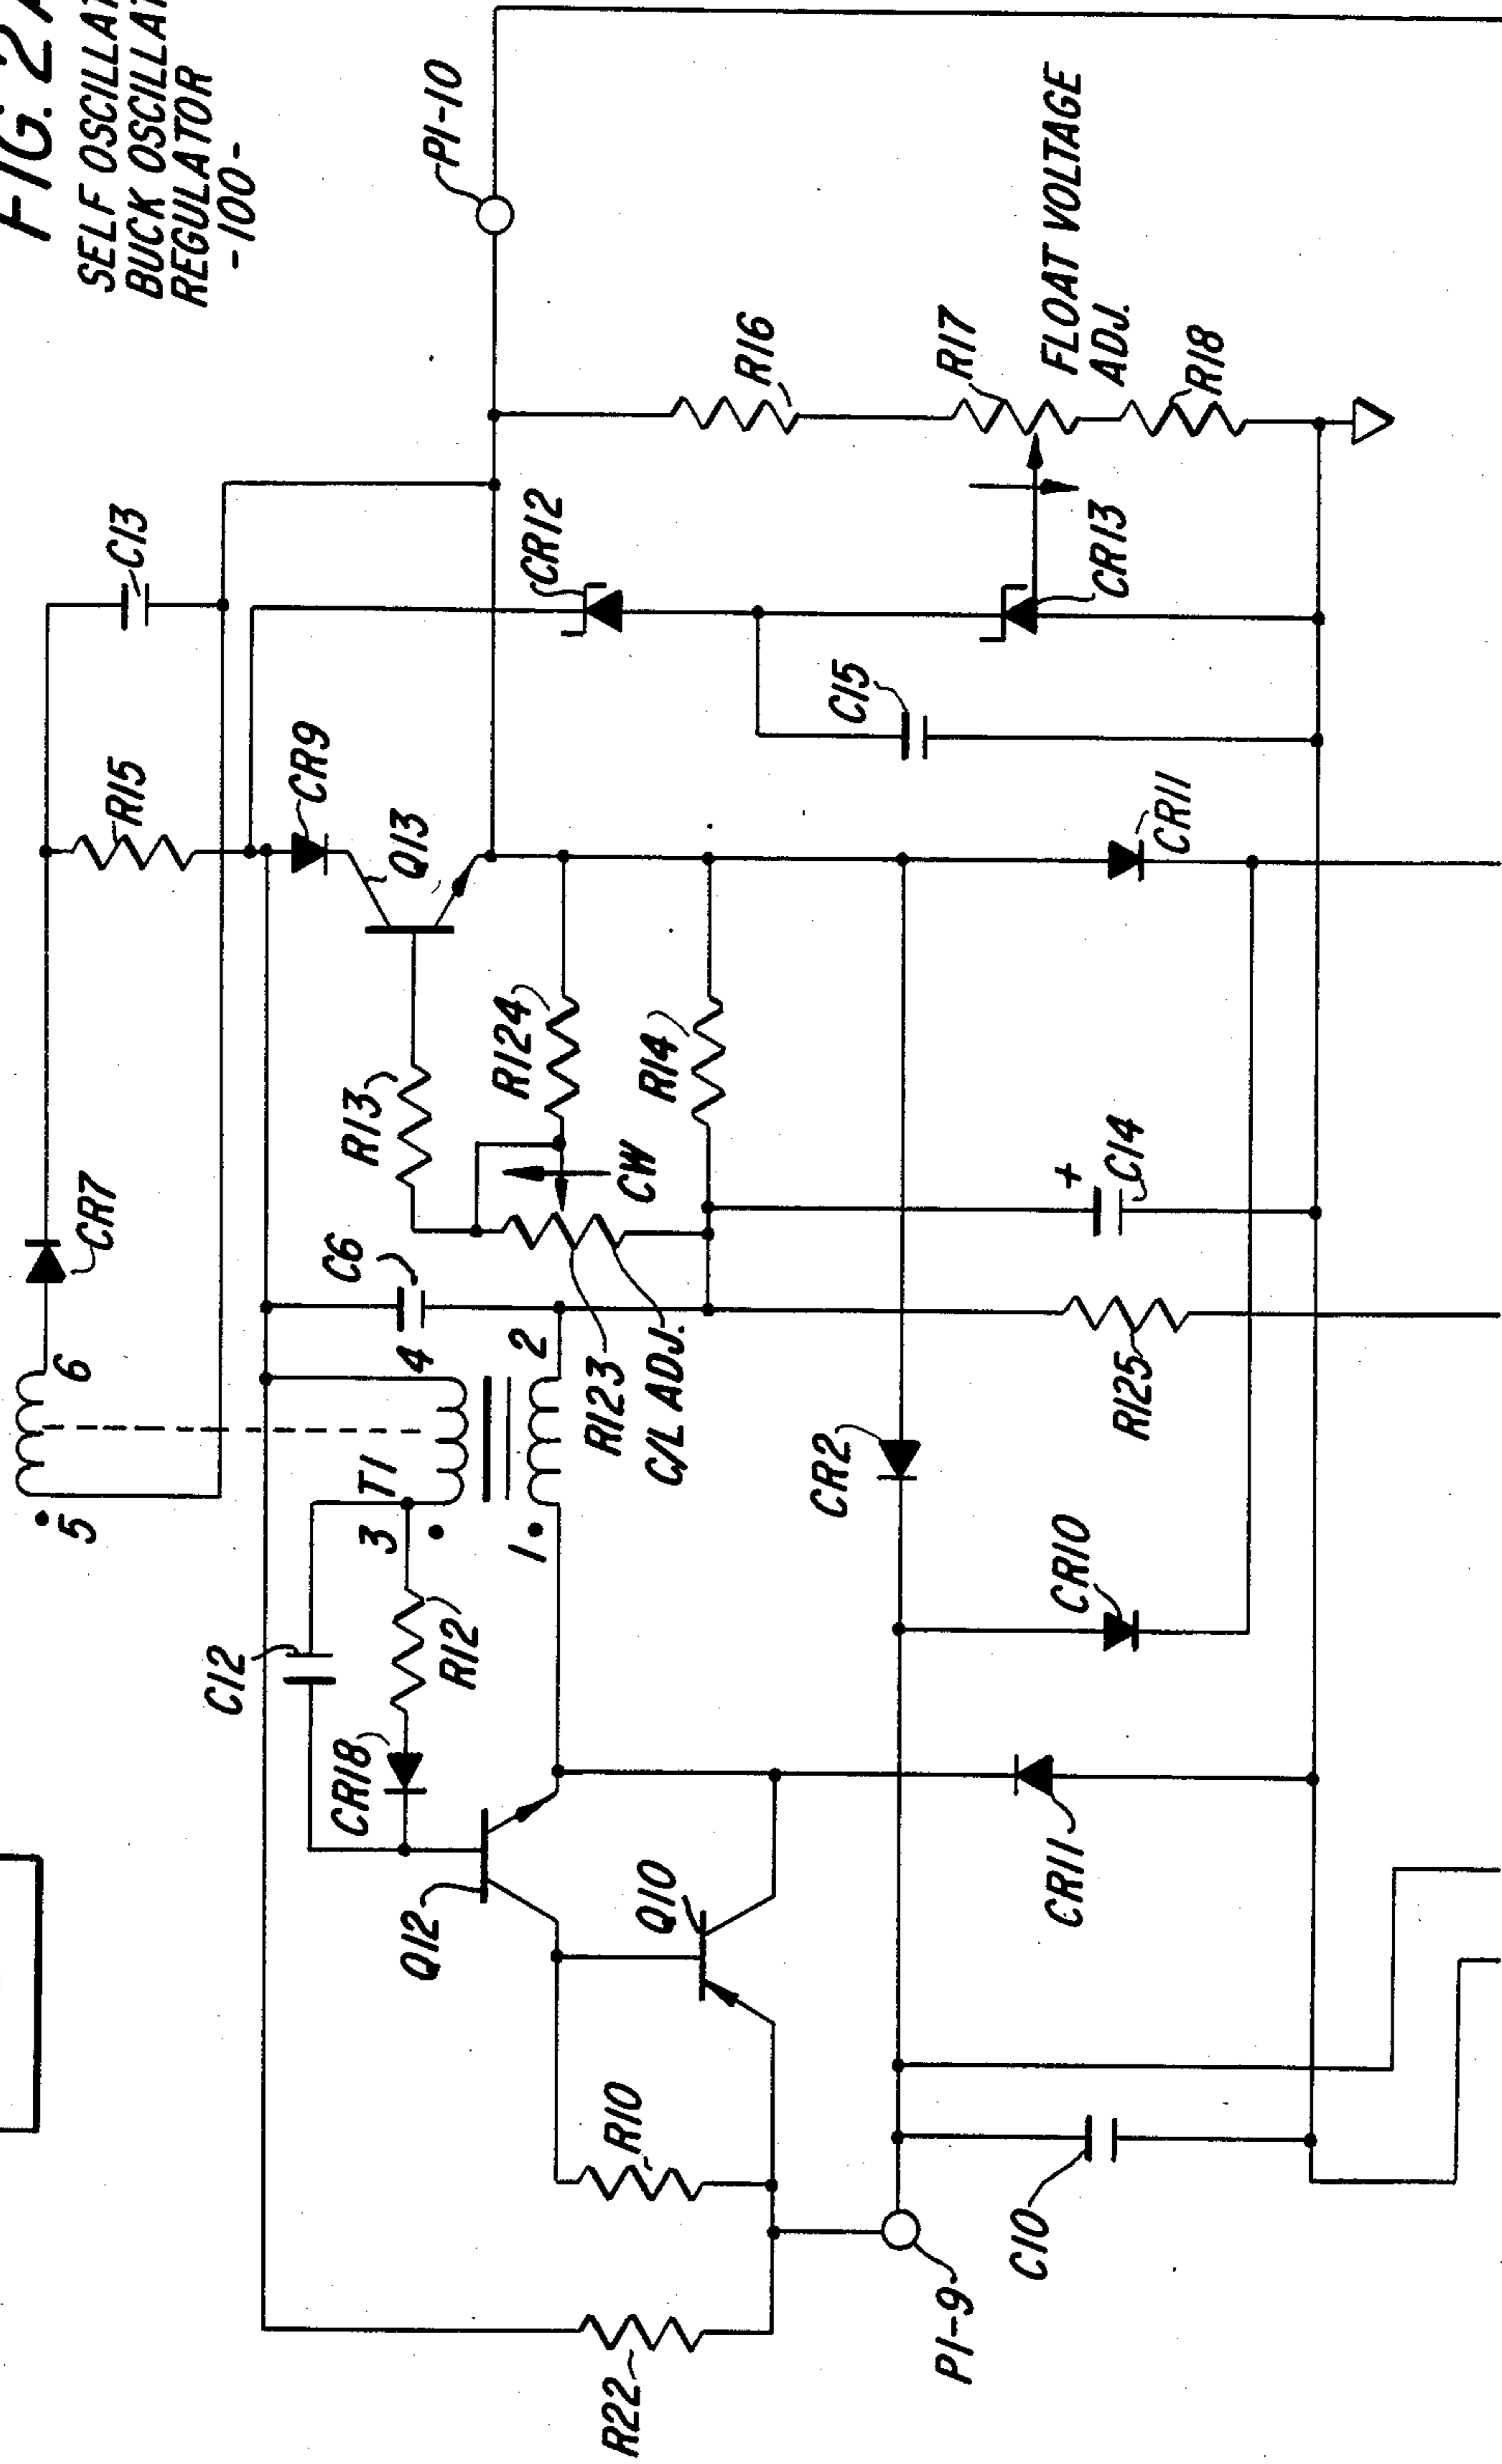 FIG. 2A
SELF
BUCK
REGULATOR
-100-
P1-10
C13
R15
CR9
Q13
CR12
R16
R17
FLOAT VOLTAGE
ADJ.
R18
CR13
C15
CR7
6
5
C6
R13
R124
R14
CW
CR11
4
2
T1
3
1
R123
C/L ADJ.
+
C14
R125
CR2
CR10
C12
R12
CR18
Q12
Q10
CR11
R10
R22
P1-9
C10